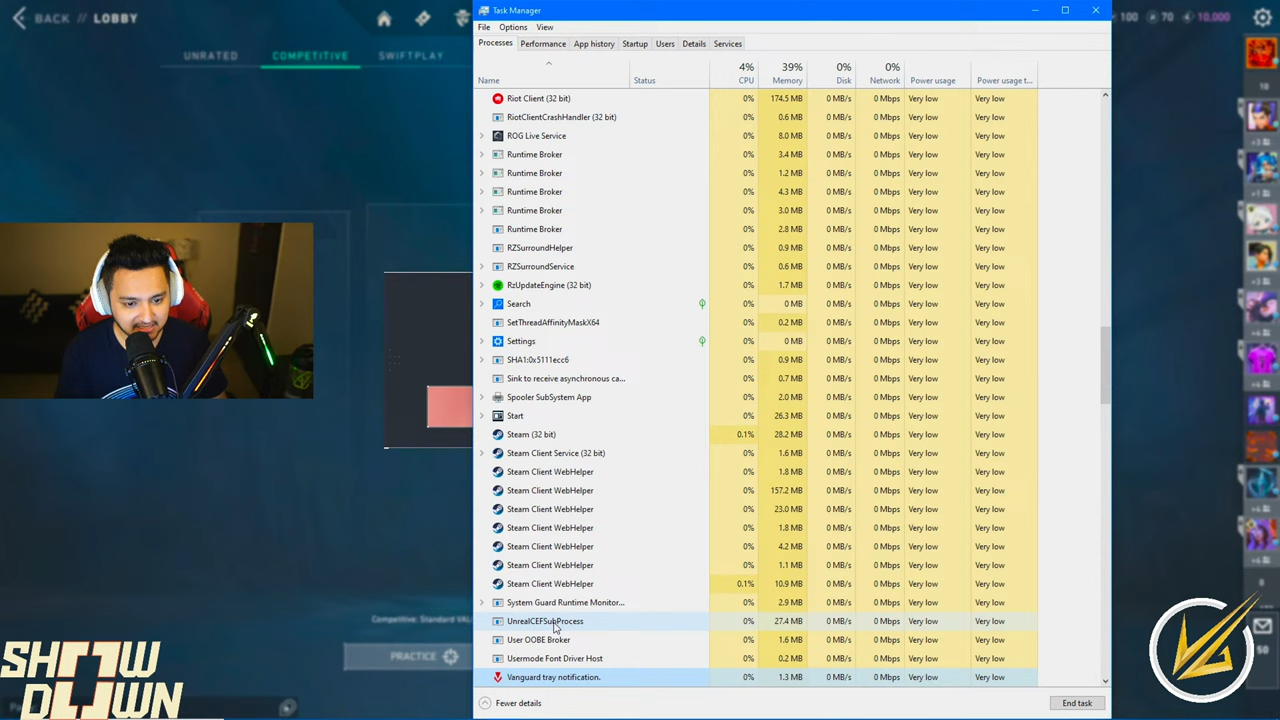 BACK // LOBBY
100 70 10,000
UNRATED COMPETITIVE SWIFTPLAY
Task Manager
File Options View
Processes Performance App history Startup Users Details Services
4% 39% 0% 0%
Name Status CPU Memory Disk Network Power usage Power usage t...
Riot Client (32 bit) 0% 174.5 MB 0 MB/s 0 Mbps Very low Very low
RiotClientCrashHandler (32 bit) 0% 0.6 MB 0 MB/s 0 Mbps Very low Very low
ROG Live Service 0% 8.0 MB 0 MB/s 0 Mbps Very low Very low
Runtime Broker 0% 3.4 MB 0 MB/s 0 Mbps Very low Very low
Runtime Broker 0% 1.2 MB 0 MB/s 0 Mbps Very low Very low
Runtime Broker 0% 4.3 MB 0 MB/s 0 Mbps Very low Very low
Runtime Broker 0% 3.0 MB 0 MB/s 0 Mbps Very low Very low
Runtime Broker 0% 2.8 MB 0 MB/s 0 Mbps Very low Very low
RZSurroundHelper 0% 0.9 MB 0 MB/s 0 Mbps Very low Very low
RZSurroundService 0% 0.6 MB 0 MB/s 0 Mbps Very low Very low
RzUpdateEngine (32 bit) 0% 1.7 MB 0 MB/s 0 Mbps Very low Very low
Search 0% 0 MB 0 MB/s 0 Mbps Very low Very low
SetThreadAffinityMaskX64 0% 0.2 MB 0 MB/s 0 Mbps Very low Very low
Settings 0% 0 MB 0 MB/s 0 Mbps Very low Very low
SHA1:0x5111ecc6 0% 0.9 MB 0 MB/s 0 Mbps Very low Very low
Sink to receive asynchronous ca... 0% 0.7 MB 0 MB/s 0 Mbps Very low Very low
Spooler SubSystem App 0% 2.0 MB 0 MB/s 0 Mbps Very low Very low
Start 0% 26.3 MB 0 MB/s 0 Mbps Very low Very low
Steam (32 bit) 0.1% 28.2 MB 0 MB/s 0 Mbps Very low Very low
Steam Client Service (32 bit) 0% 1.6 MB 0 MB/s 0 Mbps Very low Very low
Steam Client WebHelper 0% 1.8 MB 0 MB/s 0 Mbps Very low Very low
Steam Client WebHelper 0% 157.2 MB 0 MB/s 0 Mbps Very low Very low
Steam Client WebHelper 0% 23.0 MB 0 MB/s 0 Mbps Very low Very low
Steam Client WebHelper 0% 1.8 MB 0 MB/s 0 Mbps Very low Very low
Steam Client WebHelper 0% 4.2 MB 0 MB/s 0 Mbps Very low Very low
Steam Client WebHelper 0% 1.1 MB 0 MB/s 0 Mbps Very low Very low
Steam Client WebHelper 0.1% 10.9 MB 0 MB/s 0 Mbps Very low Very low
System Guard Runtime Monitor... 0% 2.9 MB 0 MB/s 0 Mbps Very low Very low
UnrealCEFSubProcess 0% 27.4 MB 0 MB/s 0 Mbps Very low Very low
User OOBE Broker 0% 1.6 MB 0 MB/s 0 Mbps Very low Very low
Usermode Font Driver Host 0% 0.2 MB 0 MB/s 0 Mbps Very low Very low
Vanguard tray notification. 0% 1.3 MB 0 MB/s 0 Mbps Very low Very low
Fewer details End task
Competitive: Standard VAL
PRACTICE
SHOW
DOWN